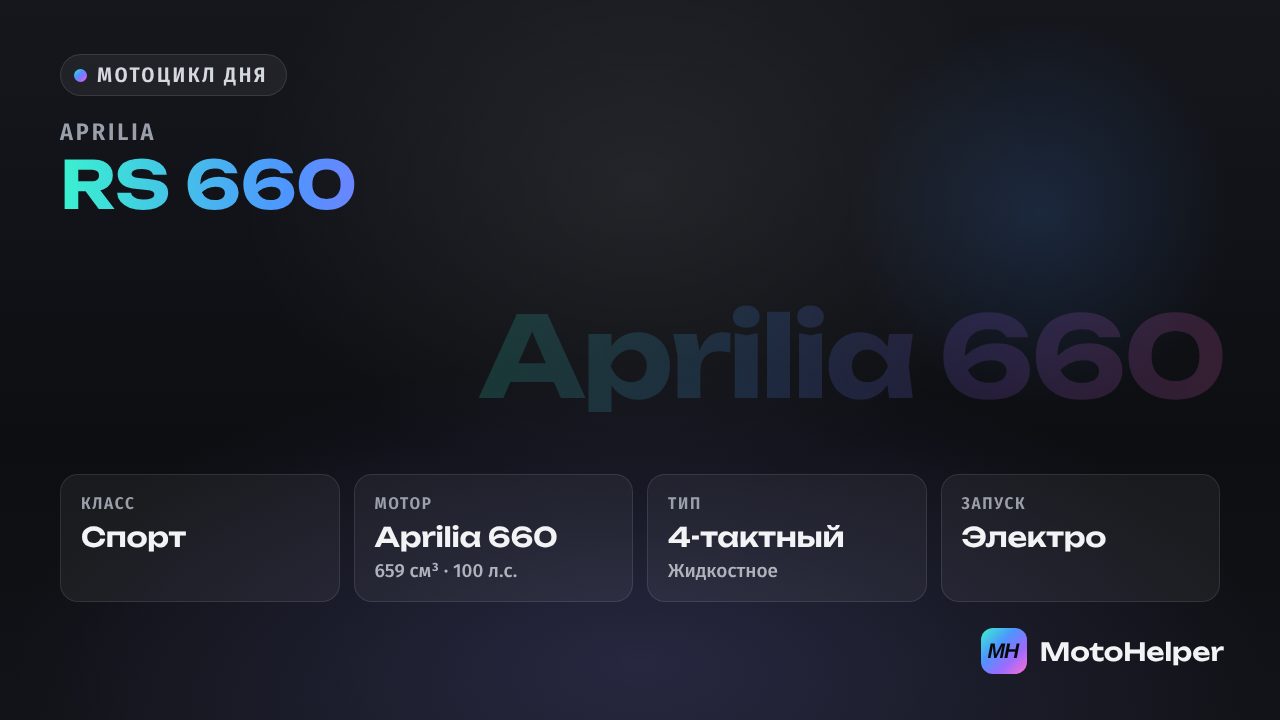 МОТОЦИКЛ ДНЯ
APRILIA
RS 660
Aprilia 660
КЛАСС
Спорт
МОТОР
Aprilia 660
659 см³ · 100 л.с.
ТИП
4-тактный
Жидкостное
ЗАПУСК
Электро
MH MotoHelper